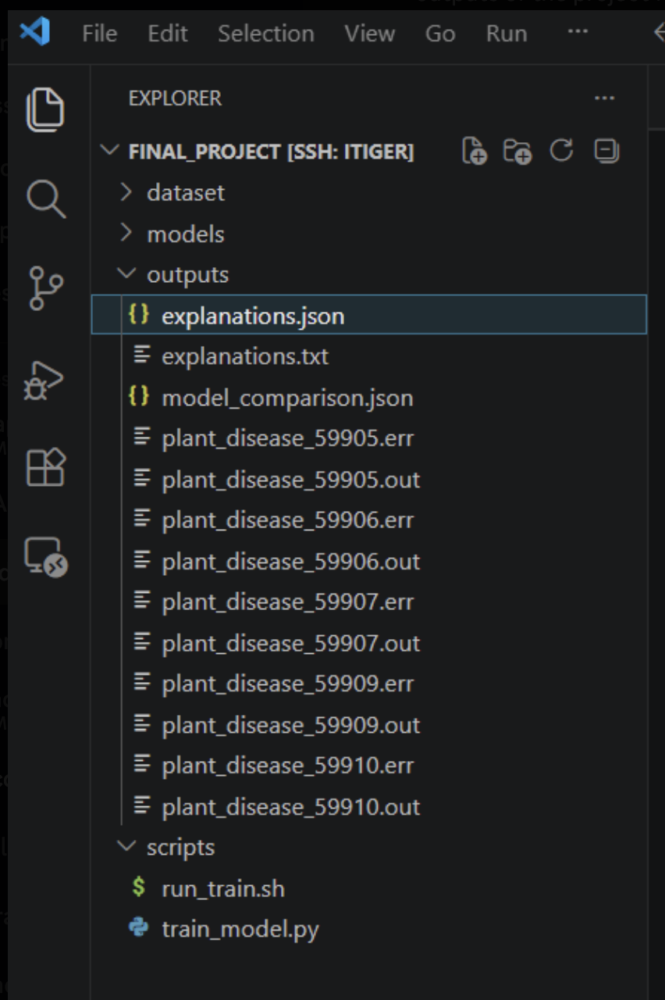 File Edit Selection View Go Run ...
EXPLORER ...
FINAL_PROJECT [SSH: ITIGER]
dataset
models
outputs
{} explanations.json
explanations.txt
{} model_comparison.json
plant_disease_59905.err
plant_disease_59905.out
plant_disease_59906.err
plant_disease_59906.out
plant_disease_59907.err
plant_disease_59907.out
plant_disease_59909.err
plant_disease_59909.out
plant_disease_59910.err
plant_disease_59910.out
scripts
$ run_train.sh
train_model.py